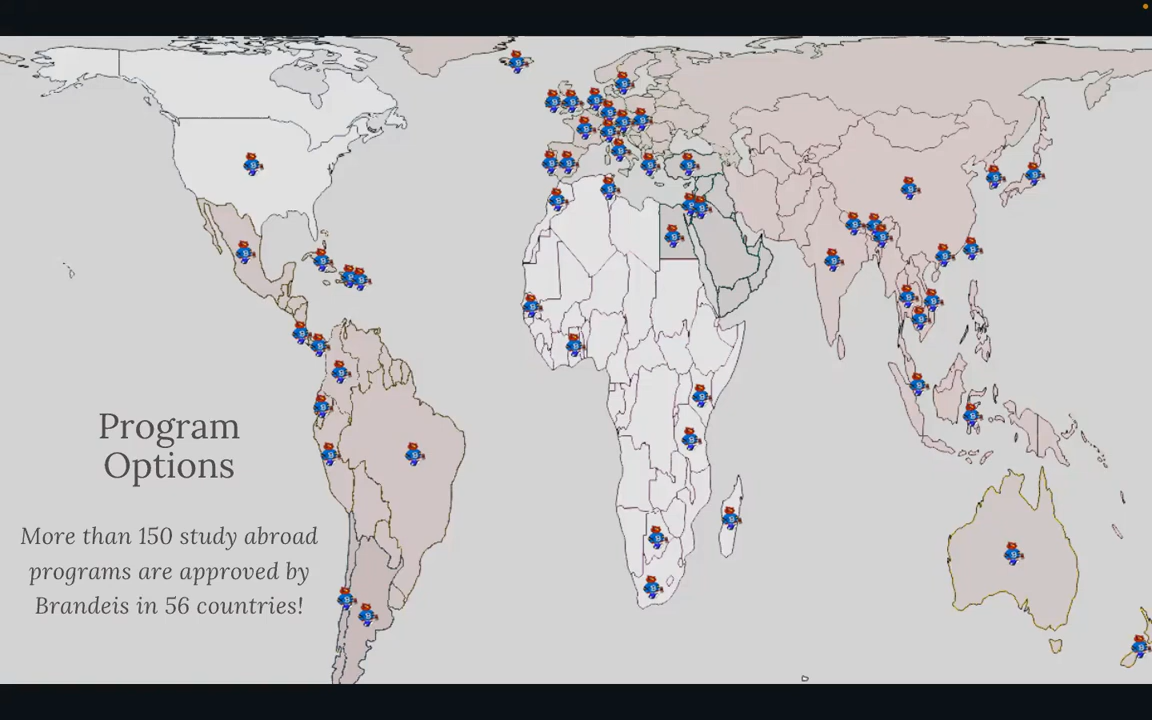 Program
Options
More than 150 study abroad
programs are approved by
Brandeis in 56 countries!